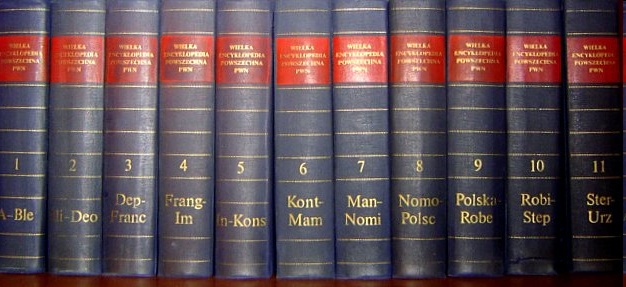 WIELKA
ENCYKLOPEDIA
POWSZECHNA
PWN
1
A-Ble
WIELKA
ENCYKLOPEDIA
POWSZECHNA
PWN
2
Bli-Deo
WIELKA
ENCYKLOPEDIA
POWSZECHNA
PWN
3
Dep-
Franc
WIELKA
ENCYKLOPEDIA
POWSZECHNA
PWN
4
Frang-
Im
WIELKA
ENCYKLOPEDIA
POWSZECHNA
PWN
5
In-Kons
WIELKA
ENCYKLOPEDIA
POWSZECHNA
PWN
6
Kont-
Mam
WIELKA
ENCYKLOPEDIA
POWSZECHNA
PWN
7
Man-
Nomi
WIELKA
ENCYKLOPEDIA
POWSZECHNA
PWN
8
Nomo-
Polsc
WIELKA
ENCYKLOPEDIA
POWSZECHNA
PWN
9
Polska-
Robe
WIELKA
ENCYKLOPEDIA
POWSZECHNA
PWN
10
Robi-
Step
WIELKA
ENCYKLOPEDIA
POWSZECHNA
PWN
11
Ster-
Urz